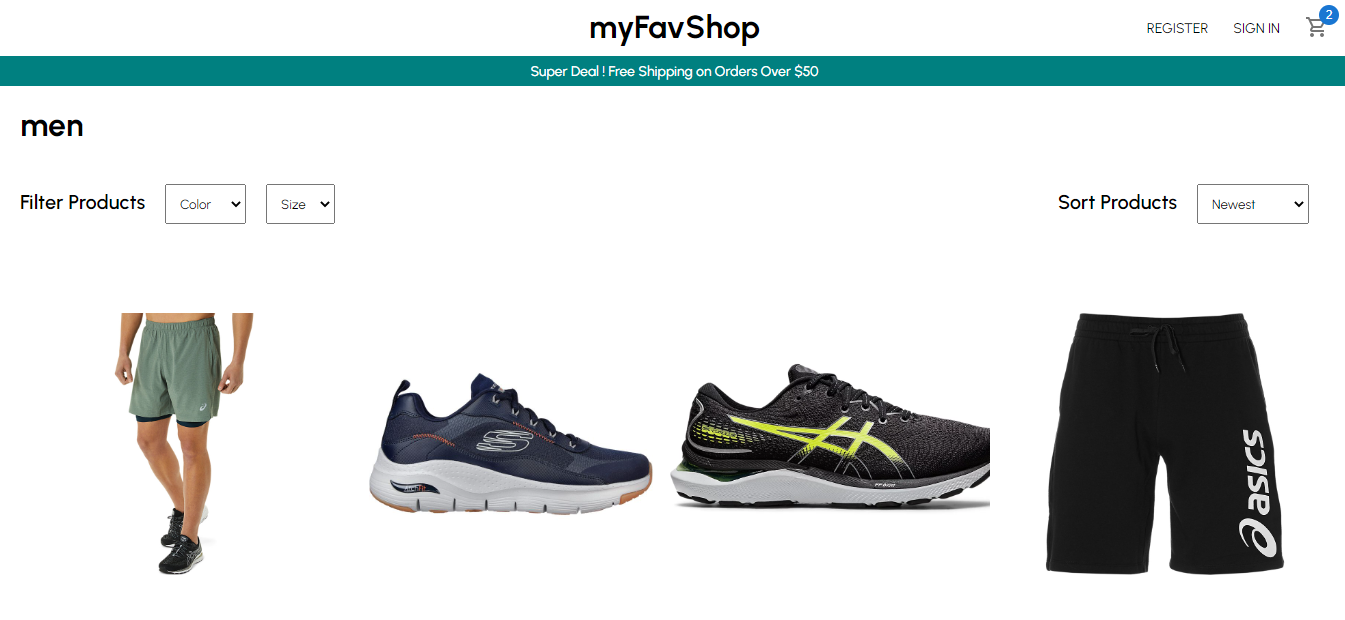 myFavShop
REGISTER
SIGN IN
2
Super Deal ! Free Shipping on Orders Over $50
men
Filter Products
Color
Size
Sort Products
Newest
asics